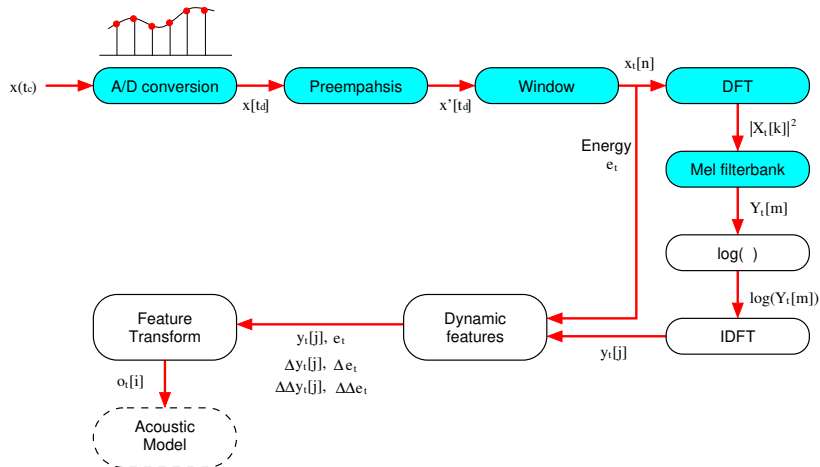 x(tc)
A/D conversion
x[td]
Preempahsis
x'[td]
Window
xt[n]
DFT
|Xt[k]|²
Energy
et
Mel filterbank
Yt[m]
log( )
log(Yt[m])
IDFT
yt[j]
Dynamic
features
yt[j], et
Δyt[j], Δet
ΔΔyt[j], ΔΔet
Feature
Transform
ot[i]
Acoustic
Model